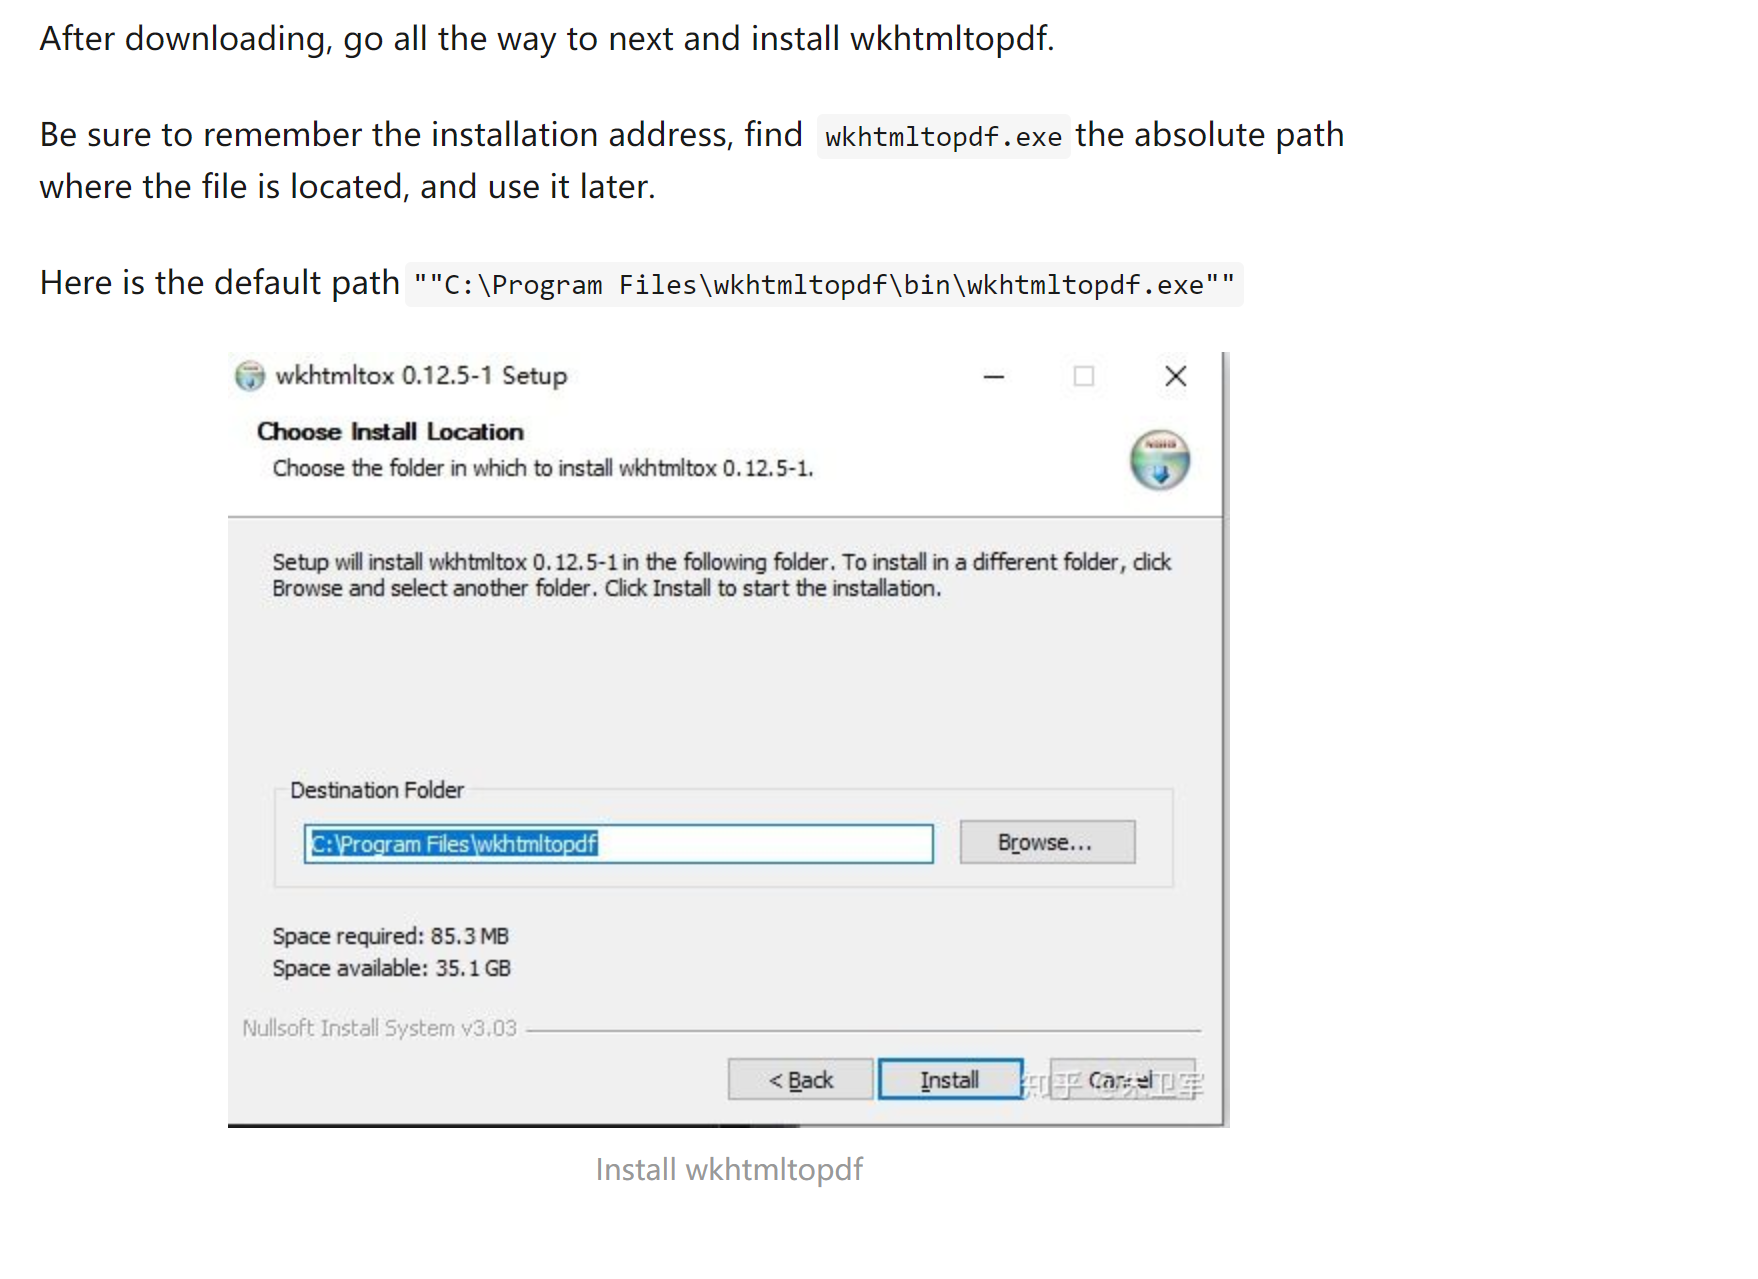 After downloading, go all the way to next and install wkhtmltopdf.
Be sure to remember the installation address, find wkhtmltopdf.exe the absolute path
where the file is located, and use it later.
Here is the default path ""C:\Program Files\wkhtmltopdf\bin\wkhtmltopdf.exe""
wkhtmltox 0.12.5-1 Setup
Choose Install Location
Choose the folder in which to install wkhtmltox 0.12.5-1.
Setup will install wkhtmltox 0.12.5-1 in the following folder. To install in a different folder, click
Browse and select another folder. Click Install to start the installation.
Destination Folder
C:\Program Files\wkhtmltopdf
Browse...
Space required: 85.3 MB
Space available: 35.1 GB
Nullsoft Install System v3.03
< Back
Install
Cancel
知乎 @朱卫军
Install wkhtmltopdf